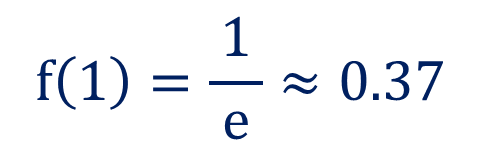 f(1) = 1/e ≈ 0.37